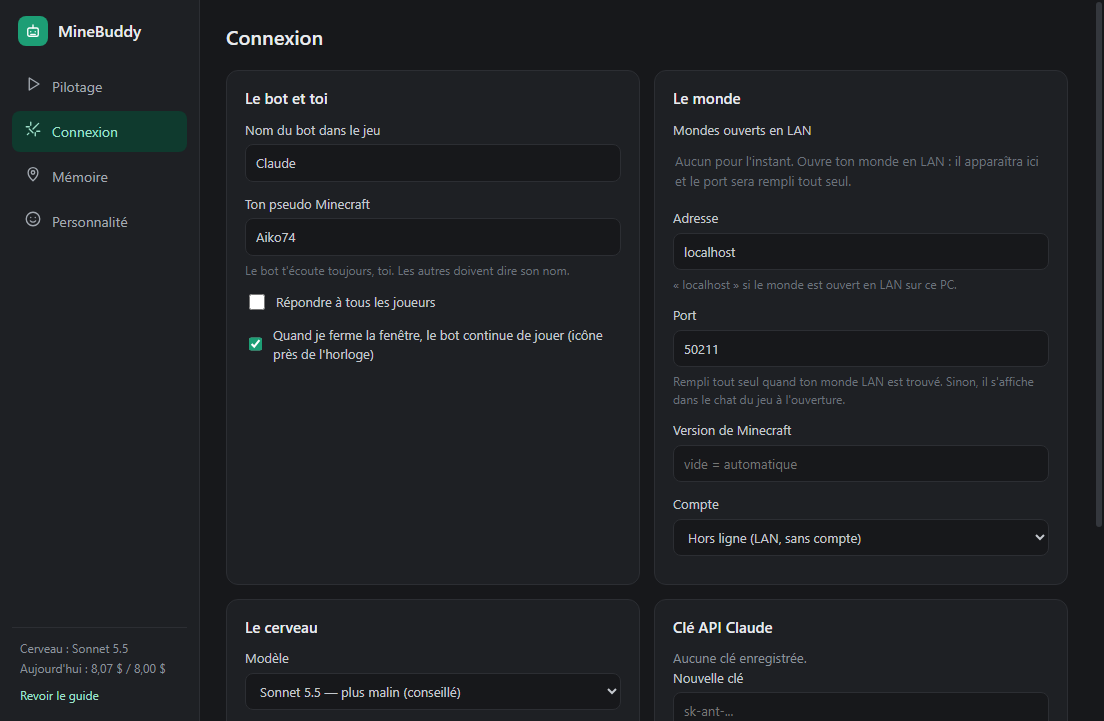 MineBuddy
Pilotage
Connexion
Mémoire
Personnalité
Cerveau : Sonnet 5.5
Aujourd'hui : 8,07 $ / 8,00 $
Revoir le guide
Connexion
Le bot et toi
Nom du bot dans le jeu
Claude
Ton pseudo Minecraft
Aiko74
Le bot t'écoute toujours, toi. Les autres doivent dire son nom.
Répondre à tous les joueurs
Quand je ferme la fenêtre, le bot continue de jouer (icône
près de l'horloge)
Le monde
Mondes ouverts en LAN
Aucun pour l'instant. Ouvre ton monde en LAN : il apparaîtra ici
et le port sera rempli tout seul.
Adresse
localhost
« localhost » si le monde est ouvert en LAN sur ce PC.
Port
50211
Rempli tout seul quand ton monde LAN est trouvé. Sinon, il s'affiche
dans le chat du jeu à l'ouverture.
Version de Minecraft
vide = automatique
Compte
Hors ligne (LAN, sans compte)
Le cerveau
Modèle
Sonnet 5.5 — plus malin (conseillé)
Clé API Claude
Aucune clé enregistrée.
Nouvelle clé
sk-ant-...